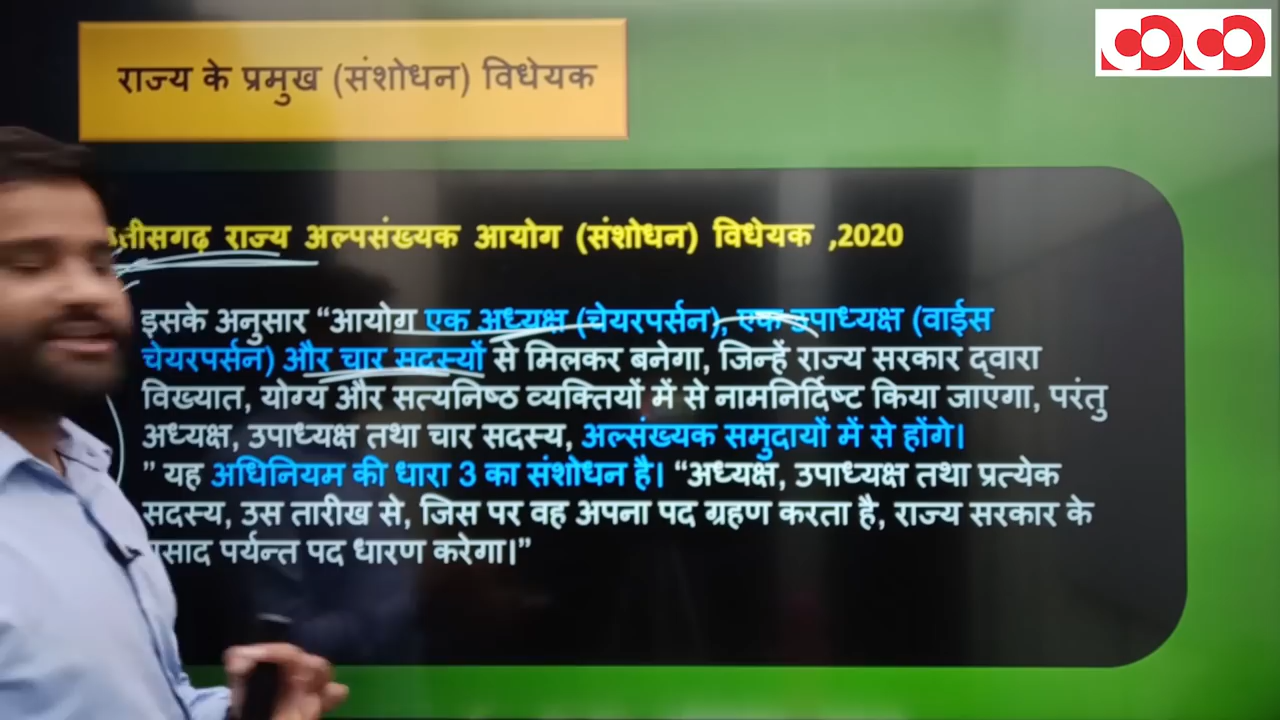 राज्य के प्रमुख (संशोधन) विधेयक
राज्य अल्पसंख्यक आयोग (संशोधन) विधेयक ,2020
इसके अनुसार “आयोग एक अध्यक्ष (चेयरपर्सन), एक उपाध्यक्ष (वाईस
चेयरपर्सन) और चार सदस्यों से मिलकर बनेगा, जिन्हें राज्य सरकार द्वारा
विख्यात, योग्य और सत्यनिष्ठ व्यक्तियों में से नामनिर्दिष्ट किया जाएगा, परंतु
अध्यक्ष, उपाध्यक्ष तथा चार सदस्य, अल्संख्यक समुदायों में से होंगे।
” यह अधिनियम की धारा 3 का संशोधन है। “अध्यक्ष, उपाध्यक्ष तथा प्रत्येक
सदस्य, उस तारीख से, जिस पर वह अपना पद ग्रहण करता है, राज्य सरकार के
पर्यन्त पद धारण करेगा।”